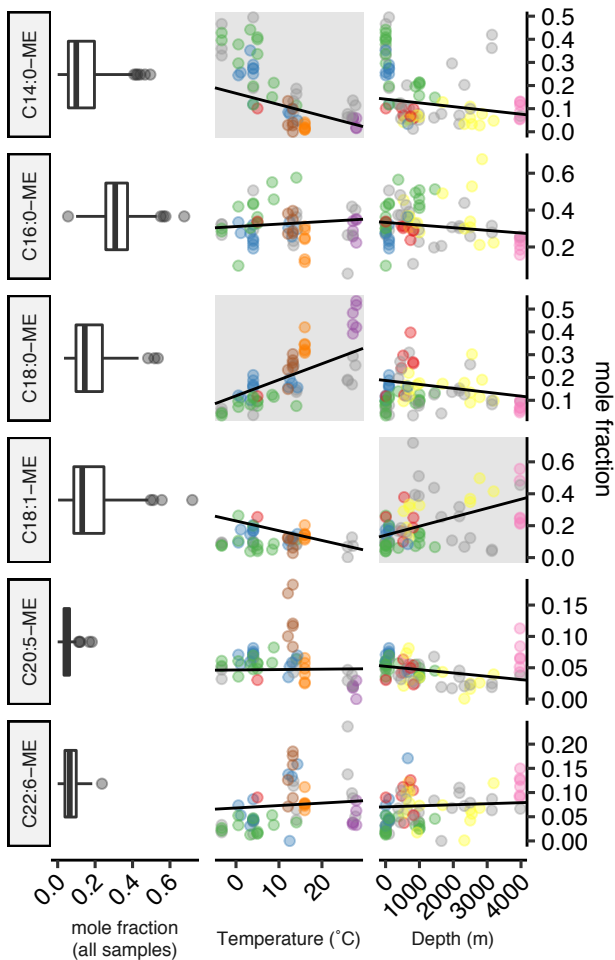 C14:0−ME
0.5
0.4
0.3
0.2
0.1
0.0
C16:0−ME
0.6
0.4
0.2
C18:0−ME
0.5
0.4
0.3
0.2
0.1
mole fraction
C18:1−ME
0.6
0.4
0.2
0.0
C20:5−ME
0.15
0.10
0.05
0.00
C22:6−ME
0.20
0.15
0.10
0.05
0.00
0.0 0.2 0.4 0.6
0 10 20
0 1000 2000 3000 4000
mole fraction
(all samples)
Temperature (˚C)
Depth (m)